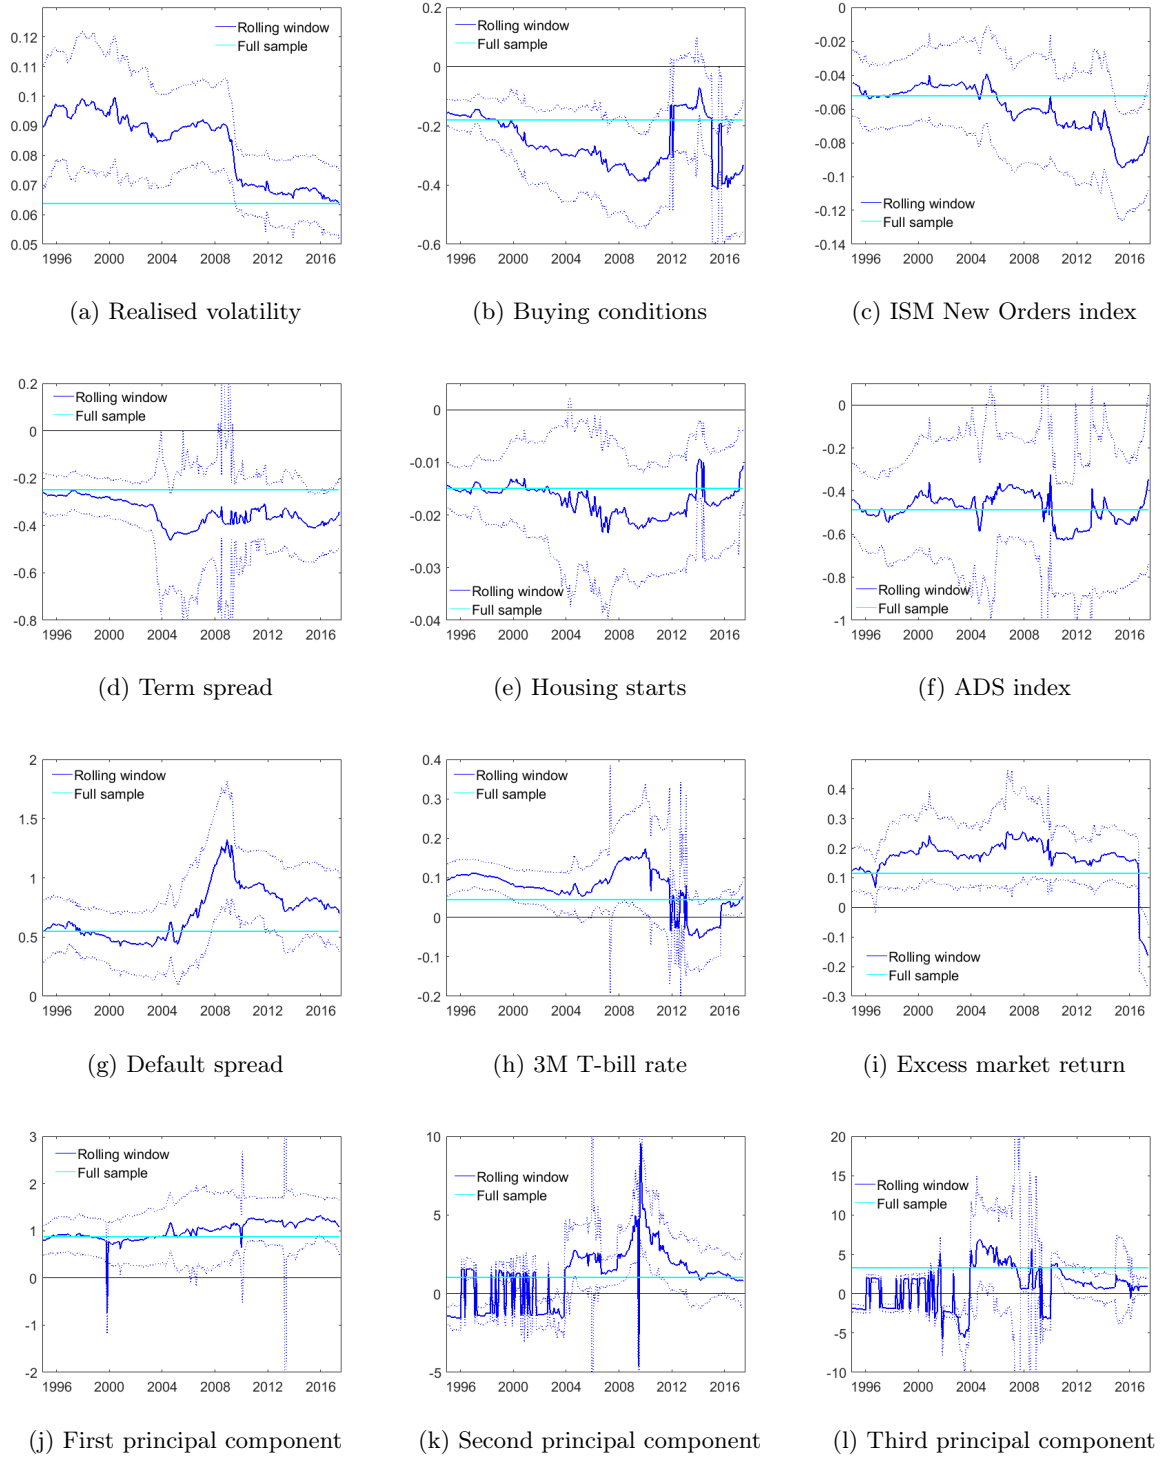 0.12
0.11
0.1
0.09
0.08
0.07
0.06
0.05
Rolling window
Full sample
1996 2000 2004 2008 2012 2016
(a) Realised volatility
0.2
0
-0.2
-0.4
-0.6
Rolling window
Full sample
1996 2000 2004 2008 2012 2016
(b) Buying conditions
0
-0.02
-0.04
-0.06
-0.08
-0.1
-0.12
-0.14
Rolling window
Full sample
1996 2000 2004 2008 2012 2016
(c) ISM New Orders index
0.2
0
-0.2
-0.4
-0.6
-0.8
Rolling window
Full sample
1996 2000 2004 2008 2012 2016
(d) Term spread
0
-0.01
-0.02
-0.03
-0.04
Rolling window
Full sample
1996 2000 2004 2008 2012 2016
(e) Housing starts
0
-0.2
-0.4
-0.6
-0.8
-1
Rolling window
Full sample
1996 2000 2004 2008 2012 2016
(f) ADS index
2
1.5
1
0.5
0
Rolling window
Full sample
1996 2000 2004 2008 2012 2016
(g) Default spread
0.4
0.3
0.2
0.1
0
-0.1
-0.2
Rolling window
Full sample
1996 2000 2004 2008 2012 2016
(h) 3M T-bill rate
0.5
0.4
0.3
0.2
0.1
0
-0.1
-0.2
-0.3
Rolling window
Full sample
1996 2000 2004 2008 2012 2016
(i) Excess market return
3
2
1
0
-1
-2
Rolling window
Full sample
1996 2000 2004 2008 2012 2016
(j) First principal component
10
5
0
-5
Rolling window
Full sample
1996 2000 2004 2008 2012 2016
(k) Second principal component
20
15
10
5
0
-5
-10
Rolling window
Full sample
1996 2000 2004 2008 2012 2016
(l) Third principal component